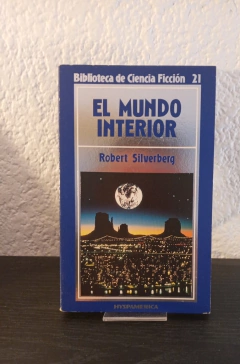 Biblioteca de Ciencia Ficción 21
EL MUNDO
INTERIOR
Robert Silverberg
HYSPAMERICA